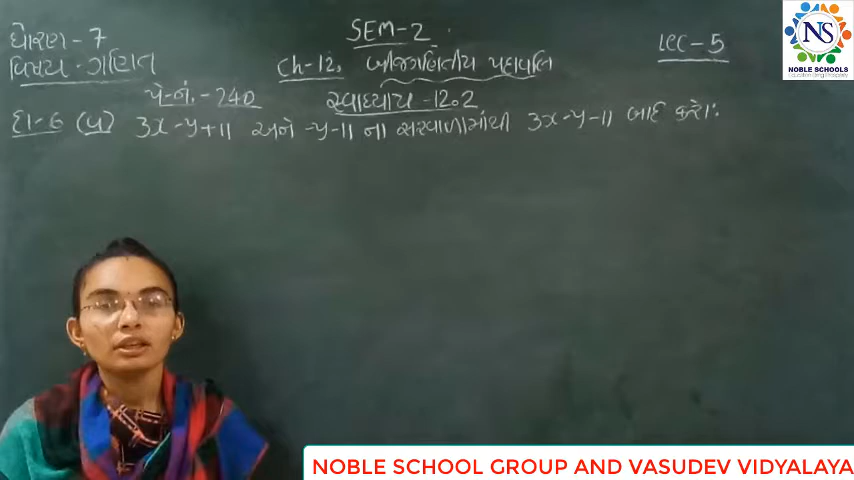 SEM-2
ધોરણ - 7
વિષય - ગણિત
Ch-12. બીજગણિતીય પદાવલિ
LEC - 5
પે.નં. - 240
સ્વાધ્યાય - 12.2
દા-6 (૫) 3x-y+11 અને -y-11 ના સરવાળામાંથી 3x-y-11 બાદ કરો:
NS
NOBLE SCHOOLS
NOBLE SCHOOL GROUP AND VASUDEV VIDYALAYA